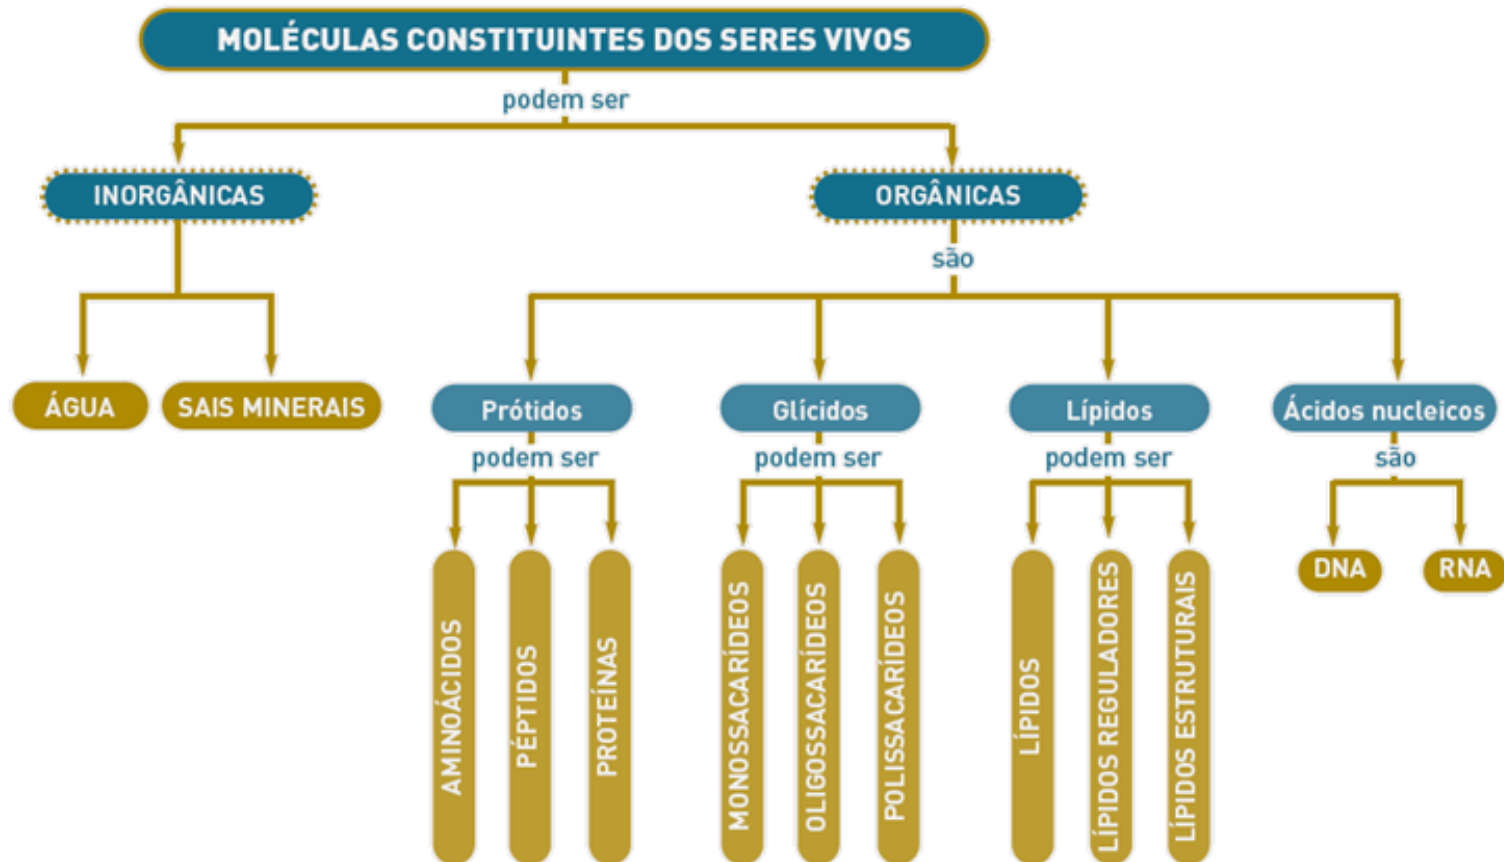 MOLÉCULAS CONSTITUINTES DOS SERES VIVOS
podem ser
INORGÂNICAS
ORGÂNICAS
são
ÁGUA
SAIS MINERAIS
Prótidos
Glícidos
Lípidos
Ácidos nucleicos
podem ser
podem ser
podem ser
são
AMINOÁCIDOS
PÉPTIDOS
PROTEÍNAS
MONOSSACARÍDEOS
OLIGOSSACARÍDEOS
POLISSACARÍDEOS
LÍPIDOS
LÍPIDOS REGULADORES
LÍPIDOS ESTRUTURAIS
DNA
RNA